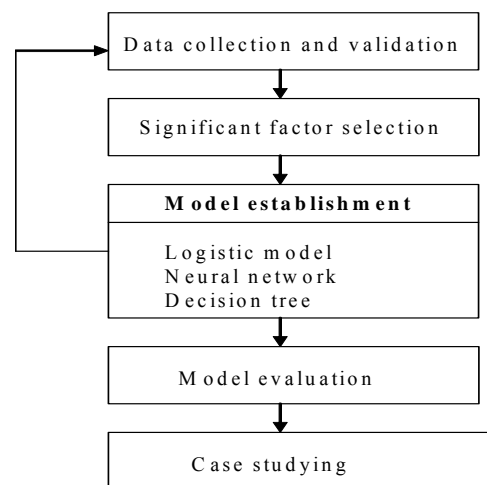 Data collection and validation
Significant factor selection
Model establishment
Logistic model
Neural network
Decision tree
Model evaluation
Case studying